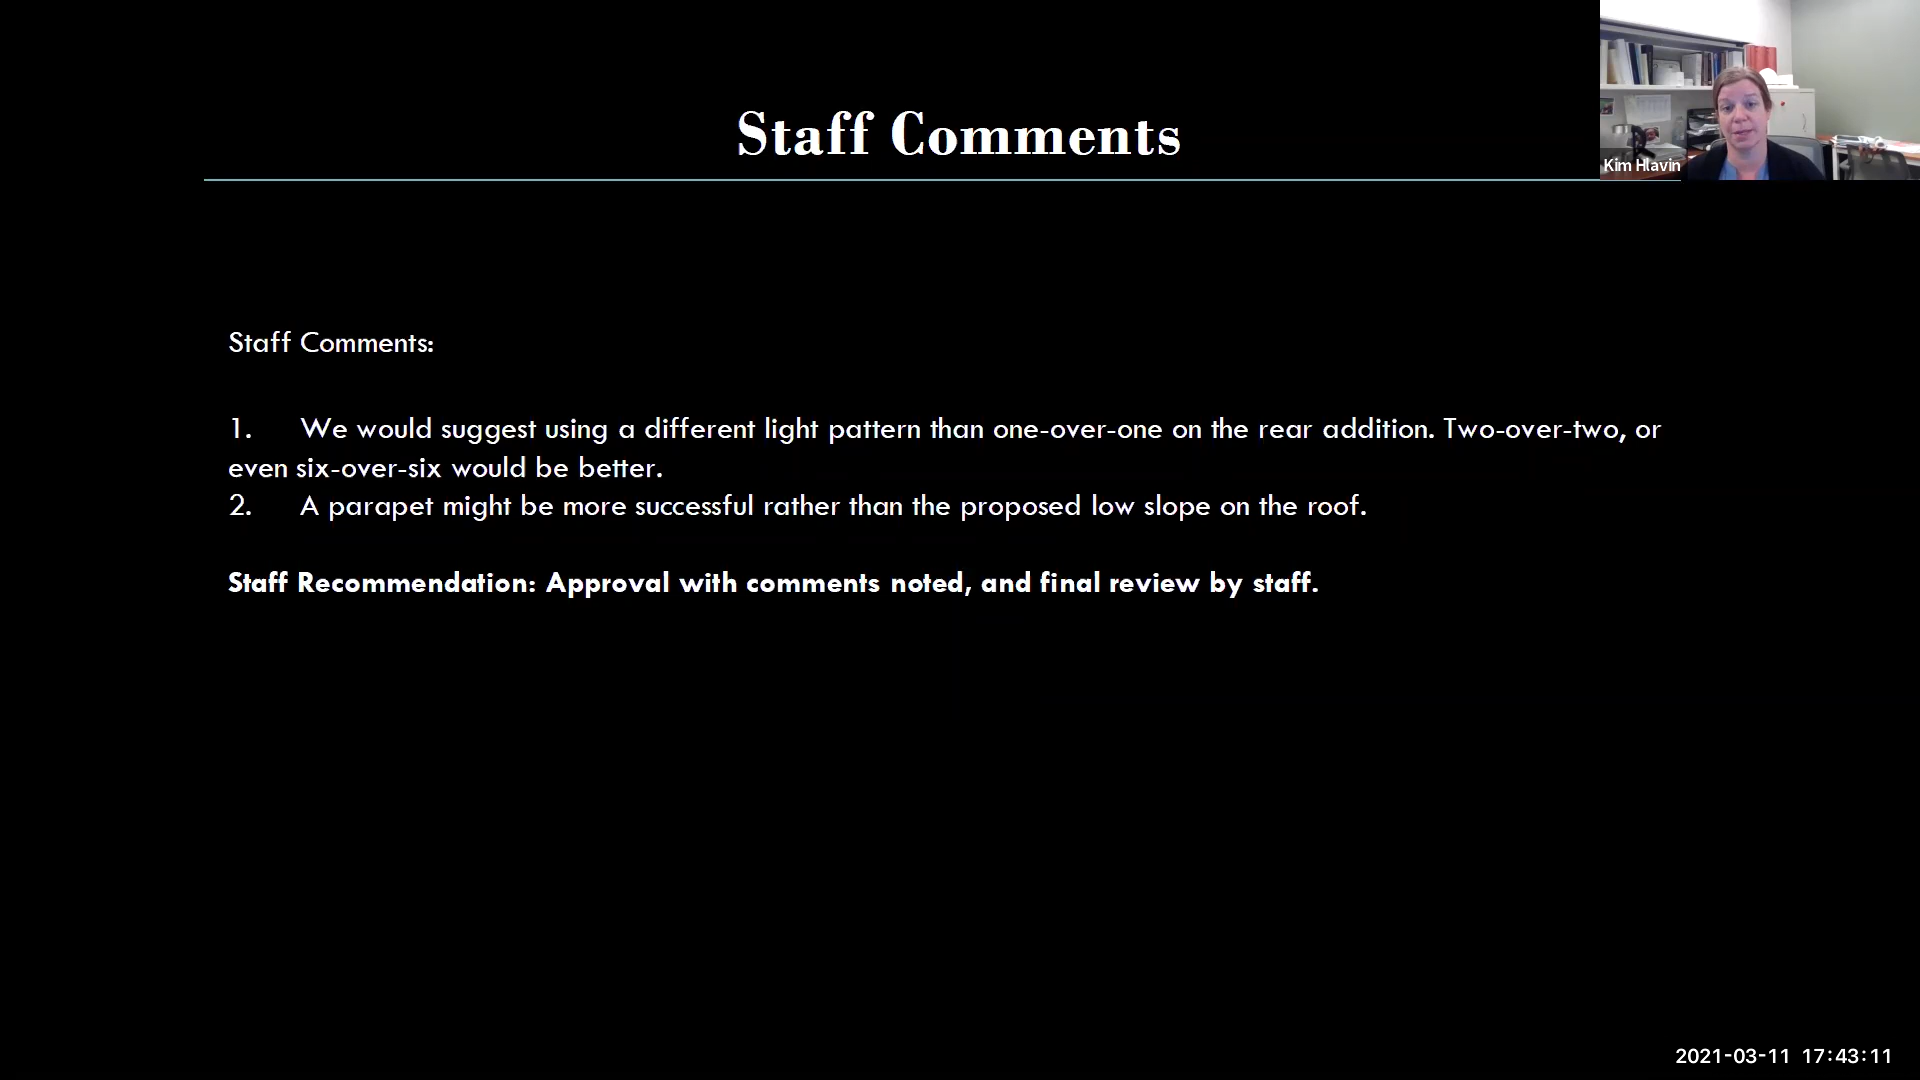 Staff Comments
Kim Hlavin
Staff Comments:
1. We would suggest using a different light pattern than one-over-one on the rear addition. Two-over-two, or
even six-over-six would be better.
2. A parapet might be more successful rather than the proposed low slope on the roof.
Staff Recommendation: Approval with comments noted, and final review by staff.
2021-03-11 17:43:11